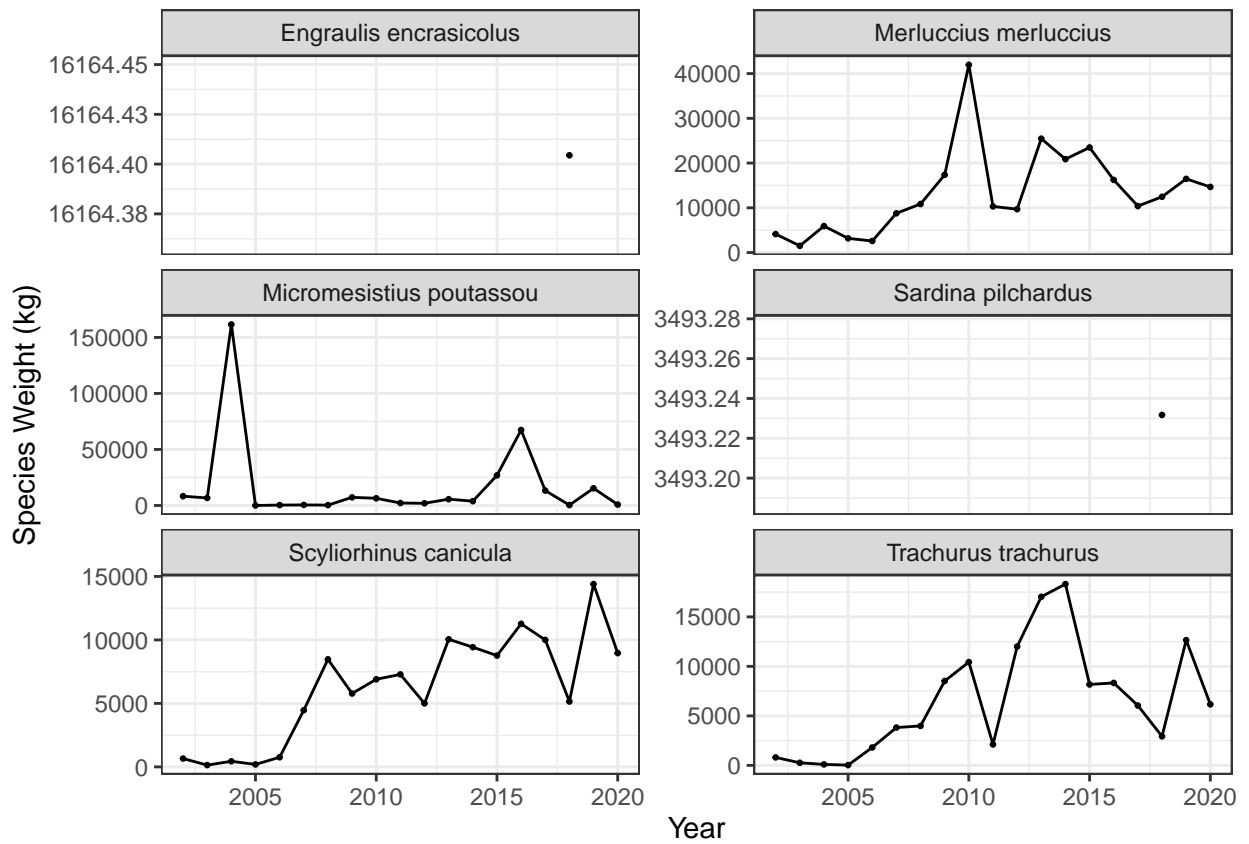 Engraulis encrasicolus
16164.45
16164.43
16164.40
16164.38
Merluccius merluccius
40000
30000
20000
10000
0
Micromesistius poutassou
150000
100000
50000
0
Sardina pilchardus
3493.28
3493.26
3493.24
3493.22
3493.20
Scyliorhinus canicula
15000
10000
5000
0
2005 2010 2015 2020
Trachurus trachurus
15000
10000
5000
0
2005 2010 2015 2020
Species Weight (kg)
Year